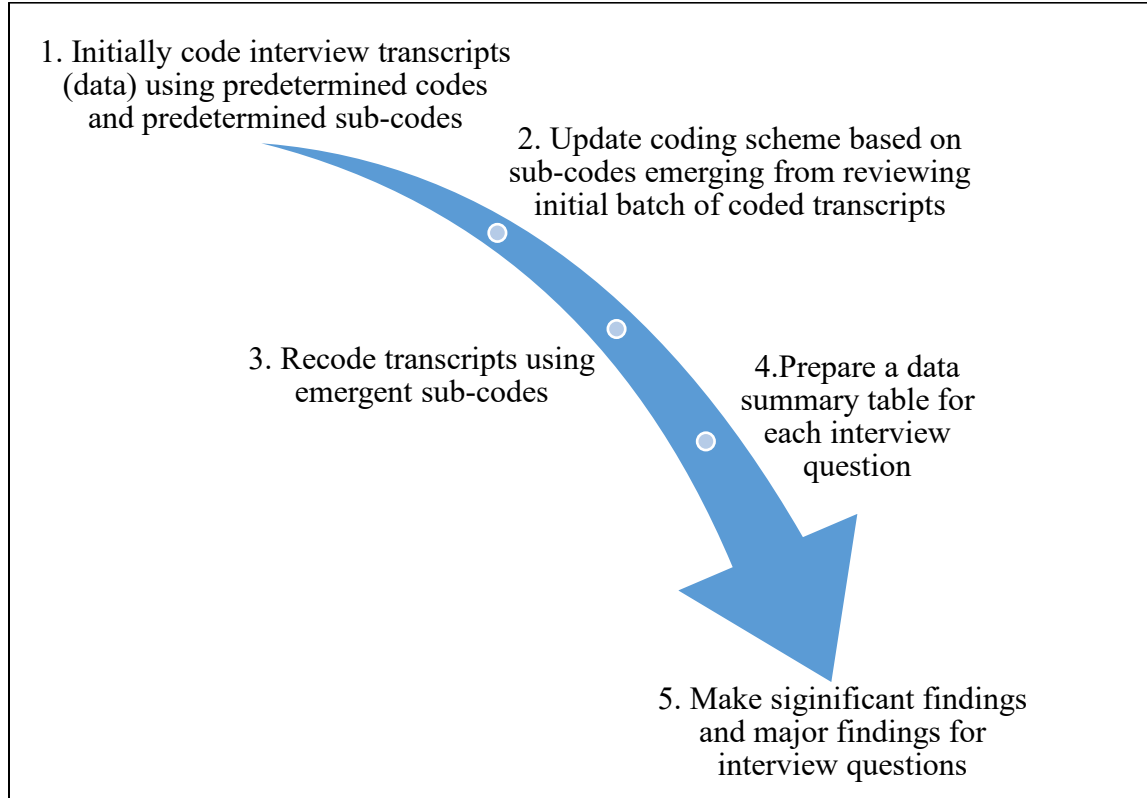 1. Initially code interview transcripts
(data) using predetermined codes
and predetermined sub-codes
2. Update coding scheme based on
sub-codes emerging from reviewing
initial batch of coded transcripts
3. Recode transcripts using
emergent sub-codes
4.Prepare a data
summary table for
each interview
question
5. Make siginificant findings
and major findings for
interview questions